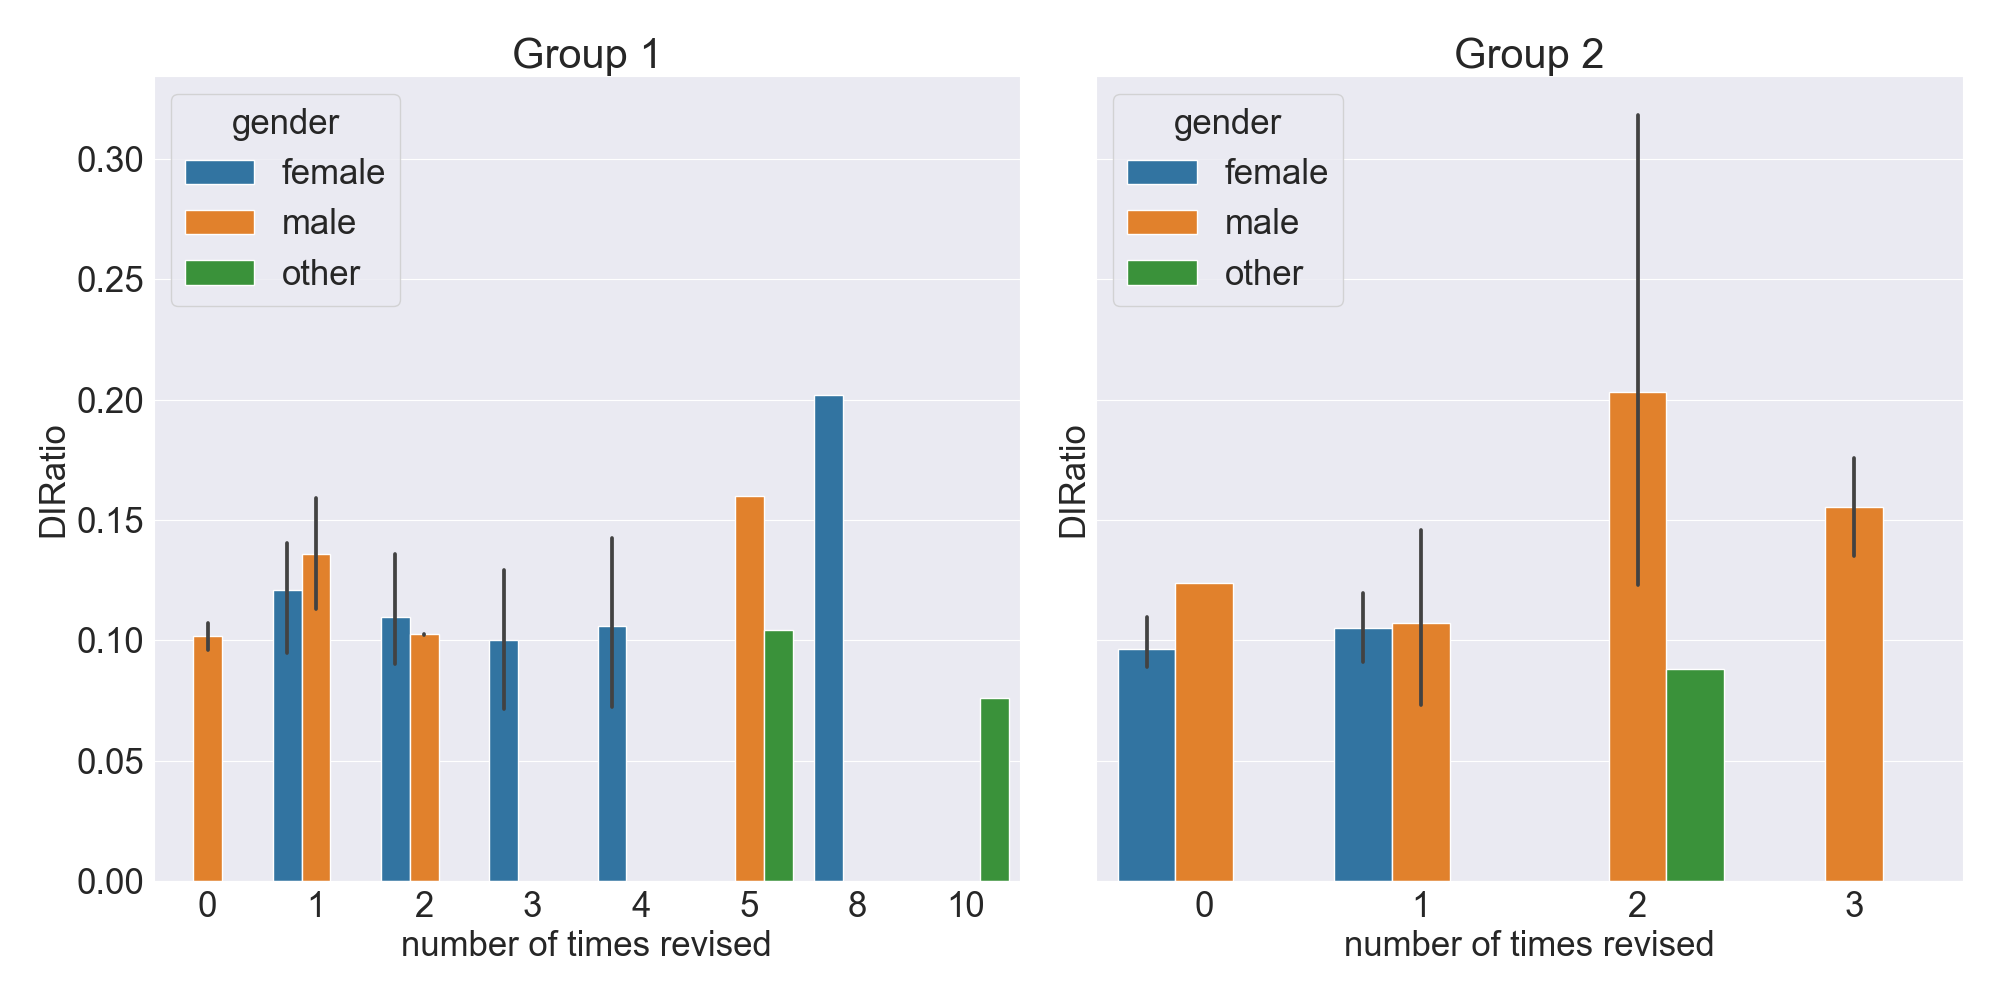 Group 1
gender
female
male
other
0.30
0.25
0.20
0.15
0.10
0.05
0.00
DIRatio
0 1 2 3 4 5 8 10
number of times revised
Group 2
gender
female
male
other
DIRatio
0 1 2 3
number of times revised